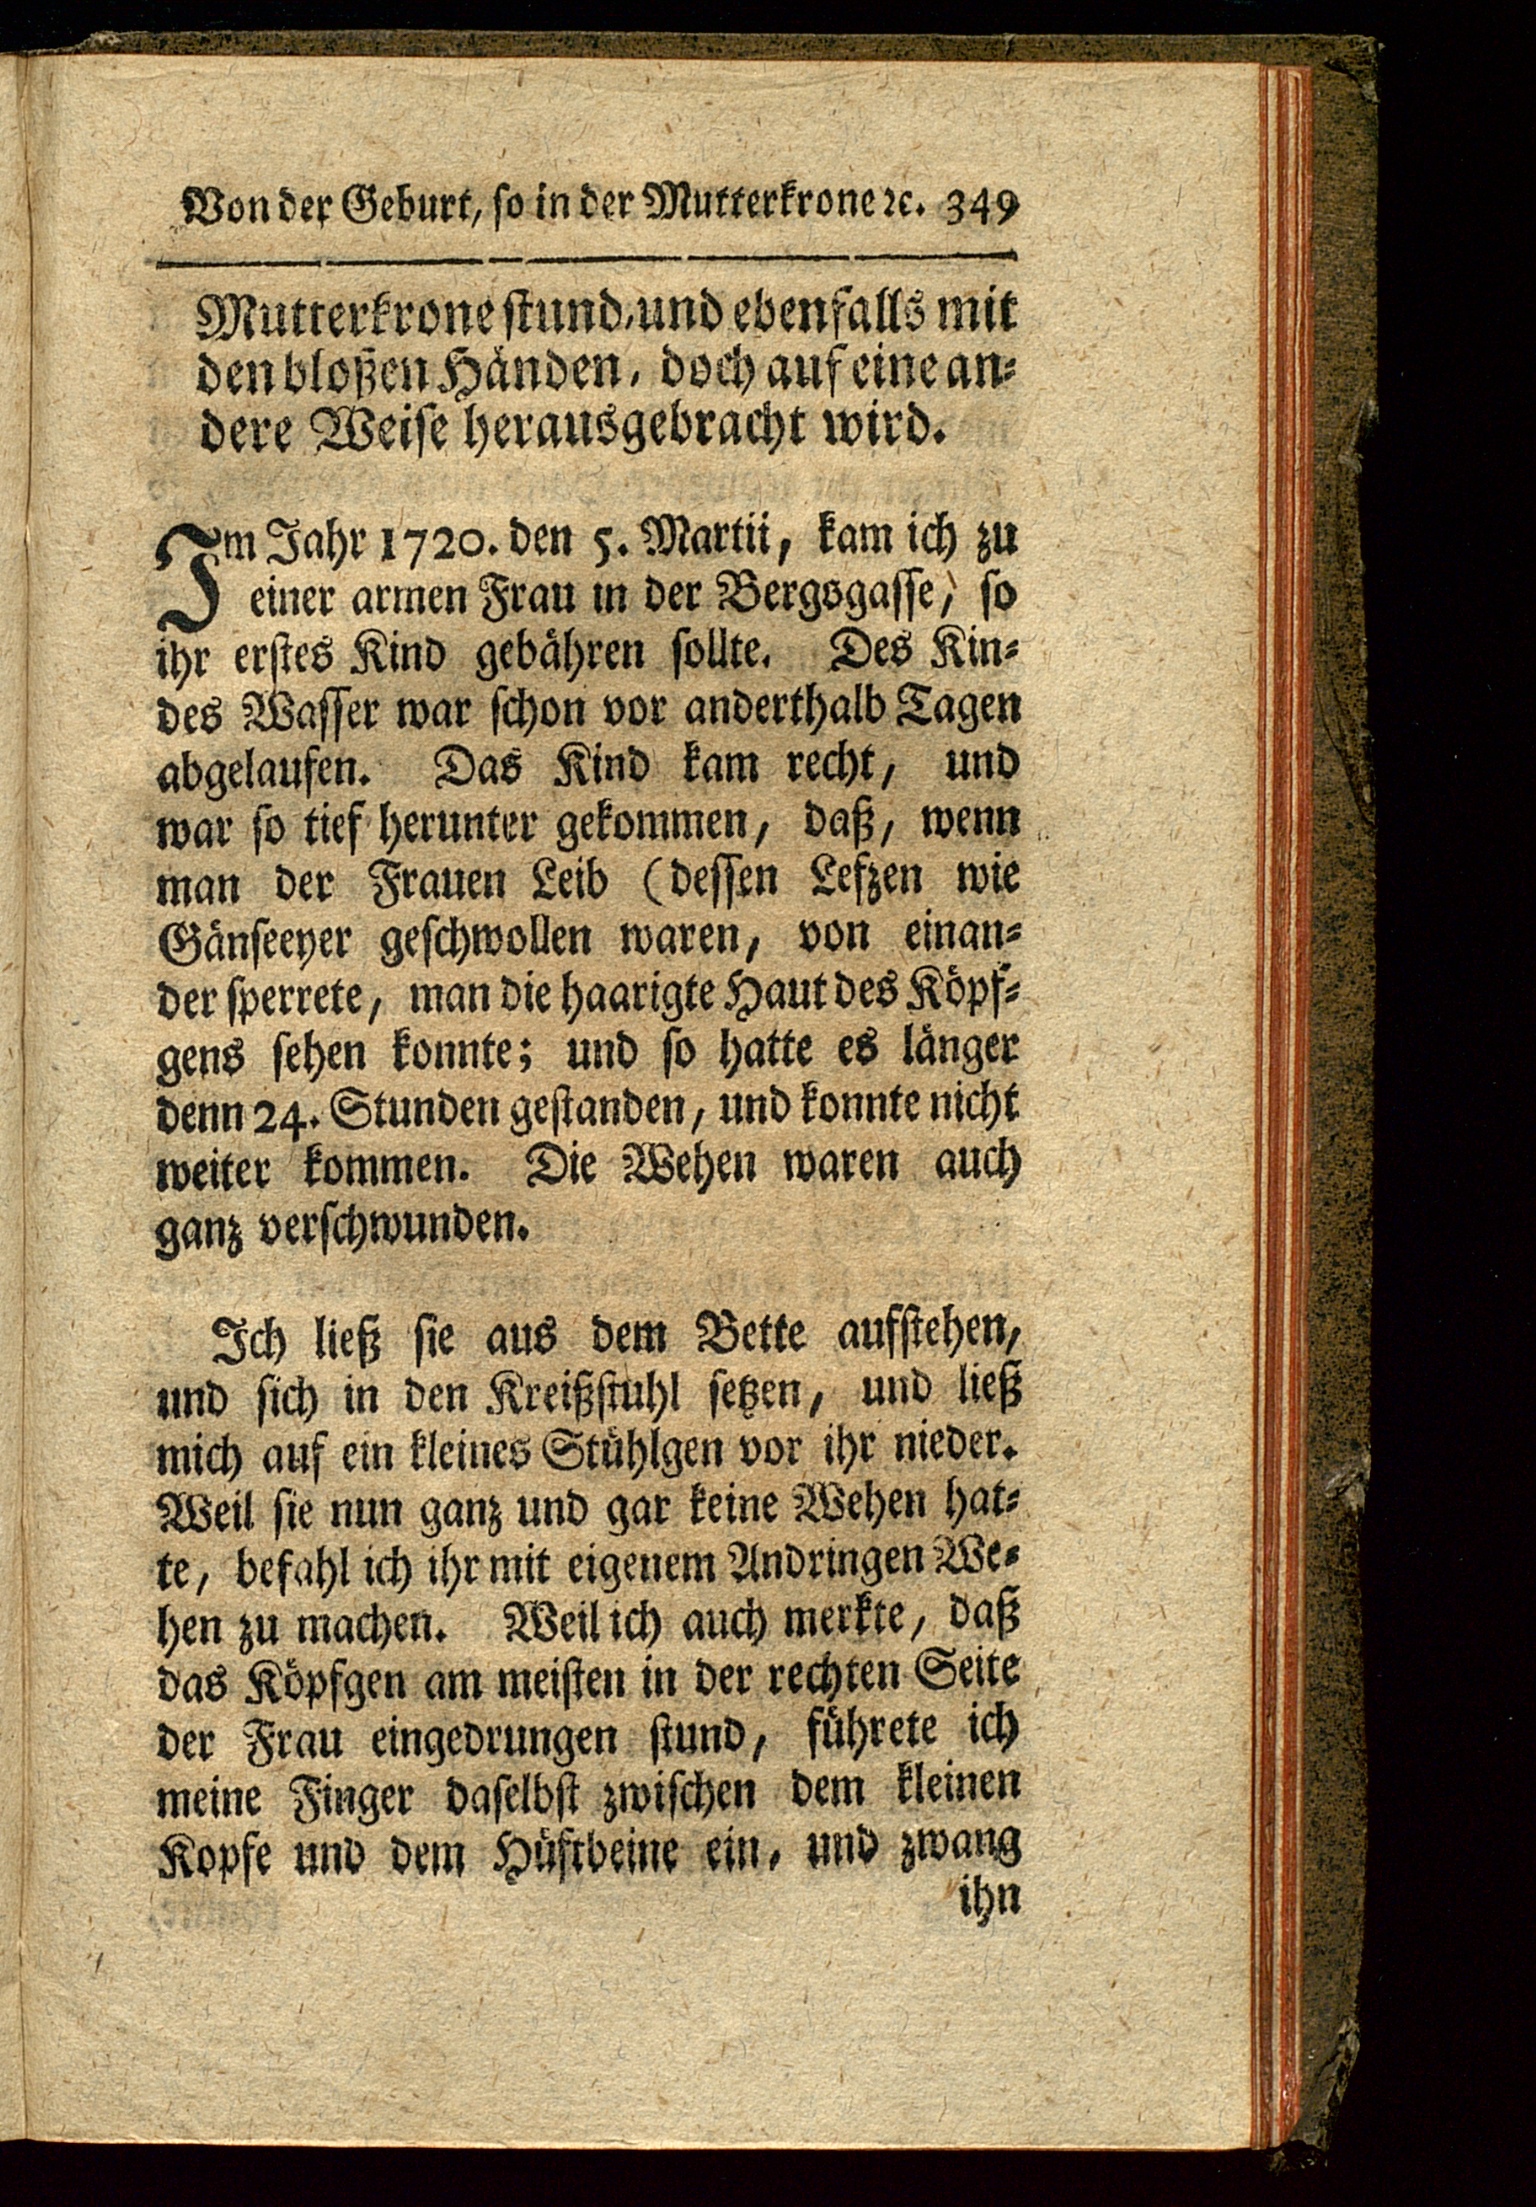 Von der Geburt, so in der Mutterkrone ꝛc. 349
Mutterkrone stund, und ebenfalls mit
den bloßen Händen, doch auf eine an-
dere Weise herausgebracht wird.
Im Jahr 1720. den 5. Martii, kam ich zu
einer armen Frau in der Bergsgasse, so
ihr erstes Kind gebähren sollte. Des Kin-
des Wasser war schon vor anderthalb Tagen
abgelaufen. Das Kind kam recht, und
war so tief herunter gekommen, daß, wenn
man der Frauen Leib (dessen Lefzen wie
Gänseeyer geschwollen waren, von einan-
der sperrete, man die haarigte Haut des Köpf-
gens sehen konnte; und so hatte es länger
denn 24. Stunden gestanden, und konnte nicht
weiter kommen. Die Wehen waren auch
ganz verschwunden.
Ich ließ sie aus dem Bette aufstehen,
und sich in den Kreißstuhl setzen, und ließ
mich auf ein kleines Stühlgen vor ihr nieder.
Weil sie nun ganz und gar keine Wehen hat-
te, befahl ich ihr mit eigenem Andringen We-
hen zu machen. Weil ich auch merkte, daß
das Köpfgen am meisten in der rechten Seite
der Frau eingedrungen stund, führete ich
meine Finger daselbst zwischen dem kleinen
Kopfe und dem Hüftbeine ein, und zwang
ihn